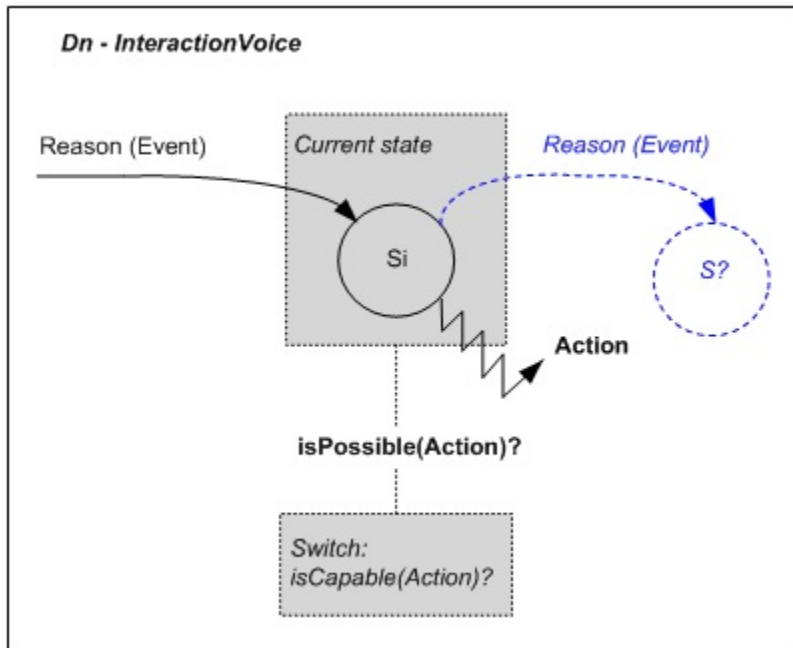 Dn - InteractionVoice
Reason (Event)
Current state
Reason (Event)
Si
S?
Action
isPossible(Action)?
Switch:
isCapable(Action)?